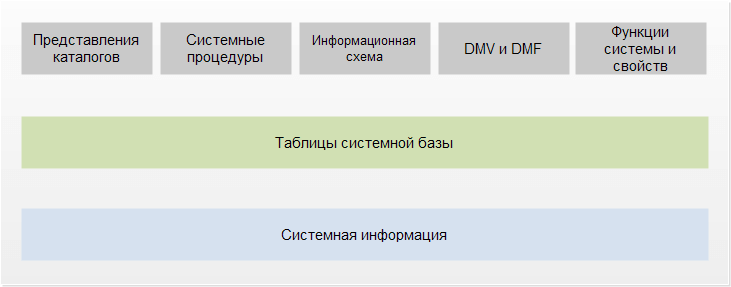 Представления
каталогов
Системные
процедуры
Информационная
схема
DMV и DMF
Функции
системы и
свойств
Таблицы системной базы
Системная информация